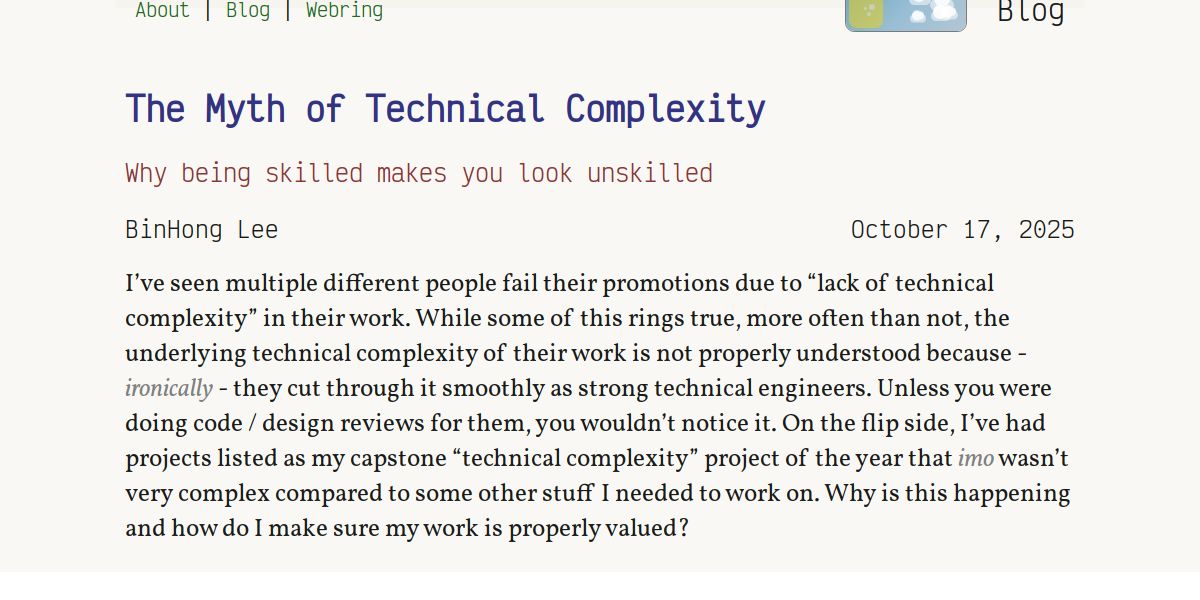 About | Blog | Webring
Blog
The Myth of Technical Complexity
Why being skilled makes you look unskilled
BinHong Lee
October 17, 2025
I’ve seen multiple different people fail their promotions due to “lack of technical
complexity” in their work. While some of this rings true, more often than not, the
underlying technical complexity of their work is not properly understood because -
ironically - they cut through it smoothly as strong technical engineers. Unless you were
doing code / design reviews for them, you wouldn’t notice it. On the flip side, I’ve had
projects listed as my capstone “technical complexity” project of the year that imo wasn’t
very complex compared to some other stuff I needed to work on. Why is this happening
and how do I make sure my work is properly valued?